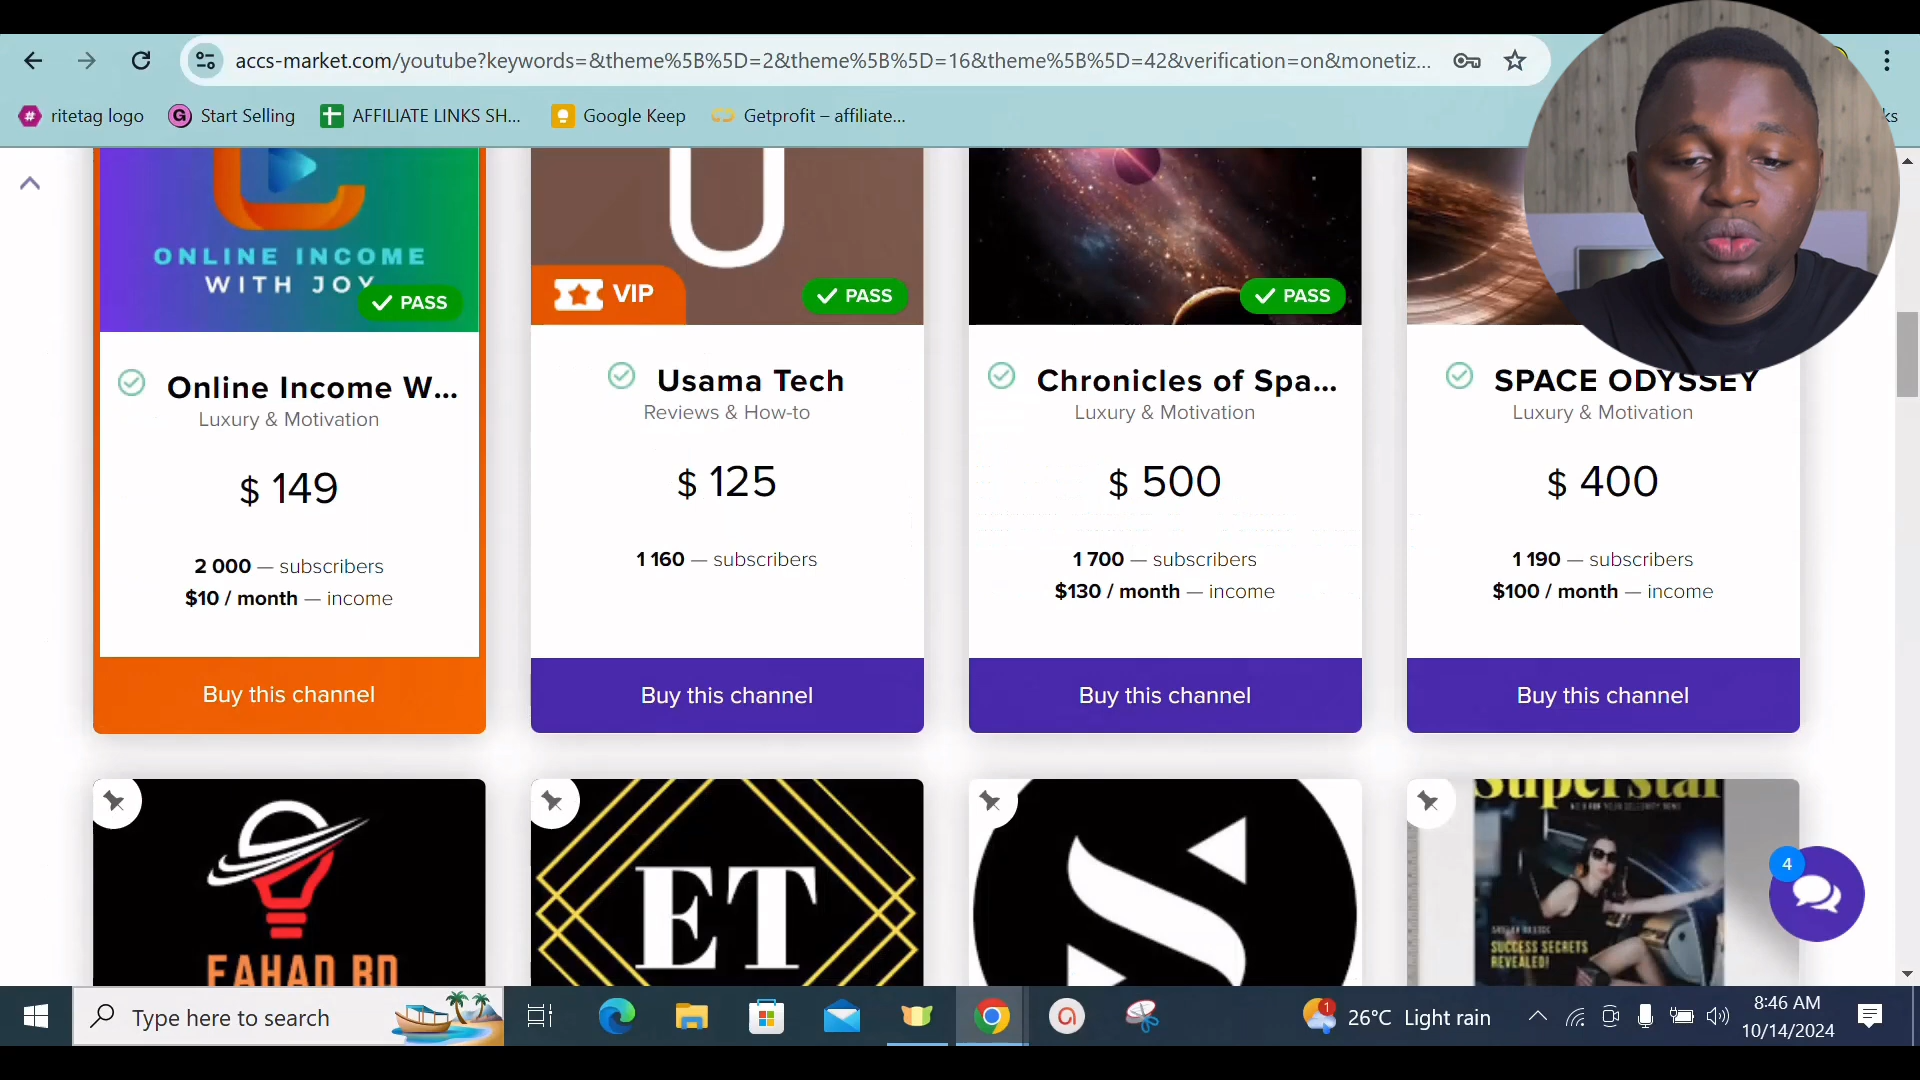 accs-market.com/youtube?keywords=&theme%5B%5D=2&theme%5B%5D=16&theme%5B%5D=42&verification=on&monetiz...
# ritetag logo
G Start Selling
AFFILIATE LINKS SH...
Google Keep
Getprofit – affiliate...
ks
ONLINE INCOME
WITH JOY
PASS
U
VIP
PASS
PASS
Online Income W...
Luxury & Motivation
$ 149
2 000 — subscribers
$10 / month — income
Buy this channel
Usama Tech
Reviews & How-to
$ 125
1 160 — subscribers
Buy this channel
Chronicles of Spa...
Luxury & Motivation
$ 500
1 700 — subscribers
$130 / month — income
Buy this channel
SPACE ODYSSEY
Luxury & Motivation
$ 400
1 190 — subscribers
$100 / month — income
Buy this channel
FAHAD BD
ET
S
Superstar
SUCCESS SECRETS
REVEALED!
4
Type here to search
1
26°C Light rain
8:46 AM
10/14/2024